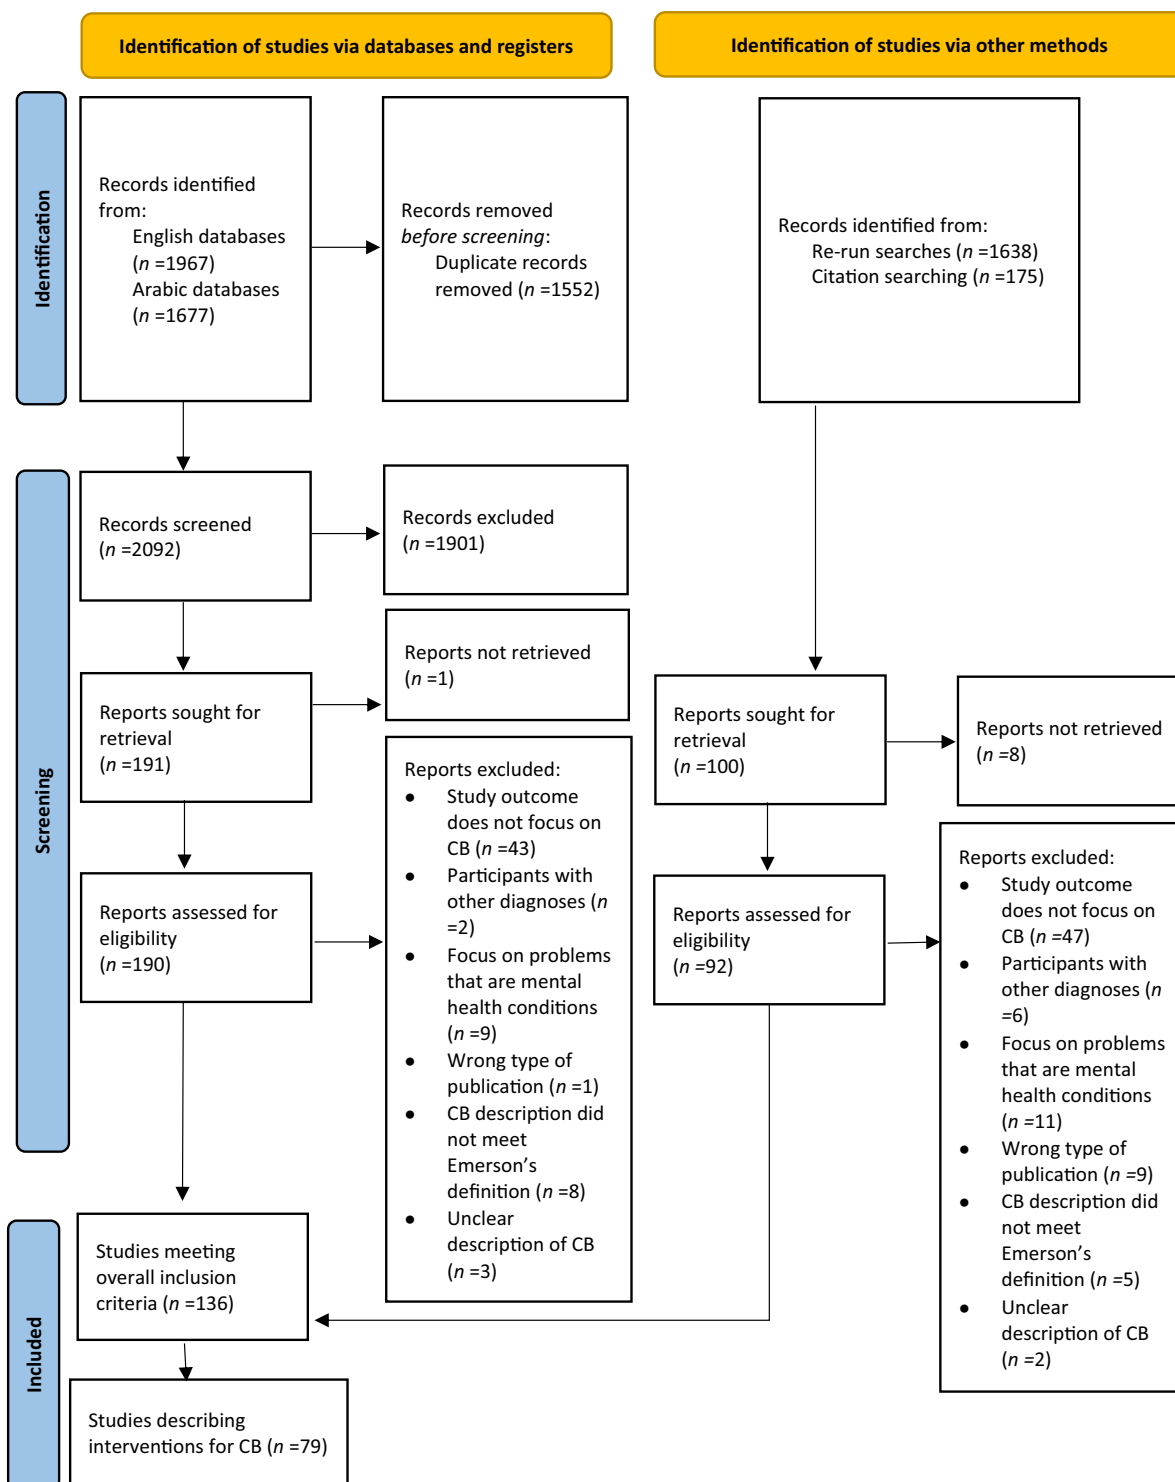 Identification of studies via databases and registers
Identification of studies via other methods
Identification
Records identified
from:
English databases
(n =1967)
Arabic databases
(n =1677)
Records removed
before screening:
Duplicate records
removed (n =1552)
Records identified from:
Re-run searches (n =1638)
Citation searching (n =175)
Screening
Records screened
(n =2092)
Records excluded
(n =1901)
Reports sought for
retrieval
(n =191)
Reports not retrieved
(n =1)
Reports sought for
retrieval
(n =100)
Reports not retrieved
(n =8)
Reports assessed for
eligibility
(n =190)
Reports excluded:
● Study outcome
does not focus on
CB (n =43)
● Participants with
other diagnoses (n
=2)
● Focus on problems
that are mental
health conditions
(n =9)
● Wrong type of
publication (n =1)
● CB description did
not meet
Emerson’s
definition (n =8)
● Unclear
description of CB
(n =3)
Reports assessed for
eligibility
(n =92)
Reports excluded:
● Study outcome
does not focus on
CB (n =47)
● Participants with
other diagnoses (n
=6)
● Focus on problems
that are mental
health conditions
(n =11)
● Wrong type of
publication (n =9)
● CB description did
not meet
Emerson’s
definition (n =5)
● Unclear
description of CB
(n =2)
Included
Studies meeting
overall inclusion
criteria (n =136)
Studies describing
interventions for CB (n =79)